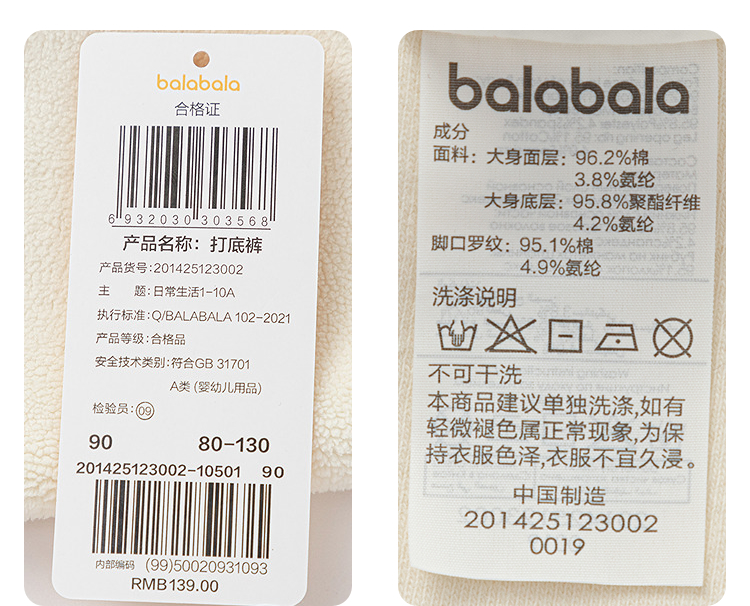 balabala
合格证
6 932030 303568
产品名称：打底裤
产品货号:201425123002
主 题:日常生活1-10A
执行标准:Q/BALABALA 102-2021
产品等级:合格品
安全技术类别:符合GB 31701
A类 (婴幼儿用品)
检验员:09
90 80-130
201425123002-10501 90
内部编码 (99)50020931093
RMB139.00
balabala
成分
面料：大身面层：96.2%棉
3.8%氨纶
大身底层：95.8%聚酯纤维
4.2%氨纶
脚口罗纹：95.1%棉
4.9%氨纶
洗涤说明
不可干洗
本商品建议单独洗涤,如有
轻微褪色属正常现象,为保
持衣服色泽,衣服不宜久浸。
中国制造
201425123002
0019